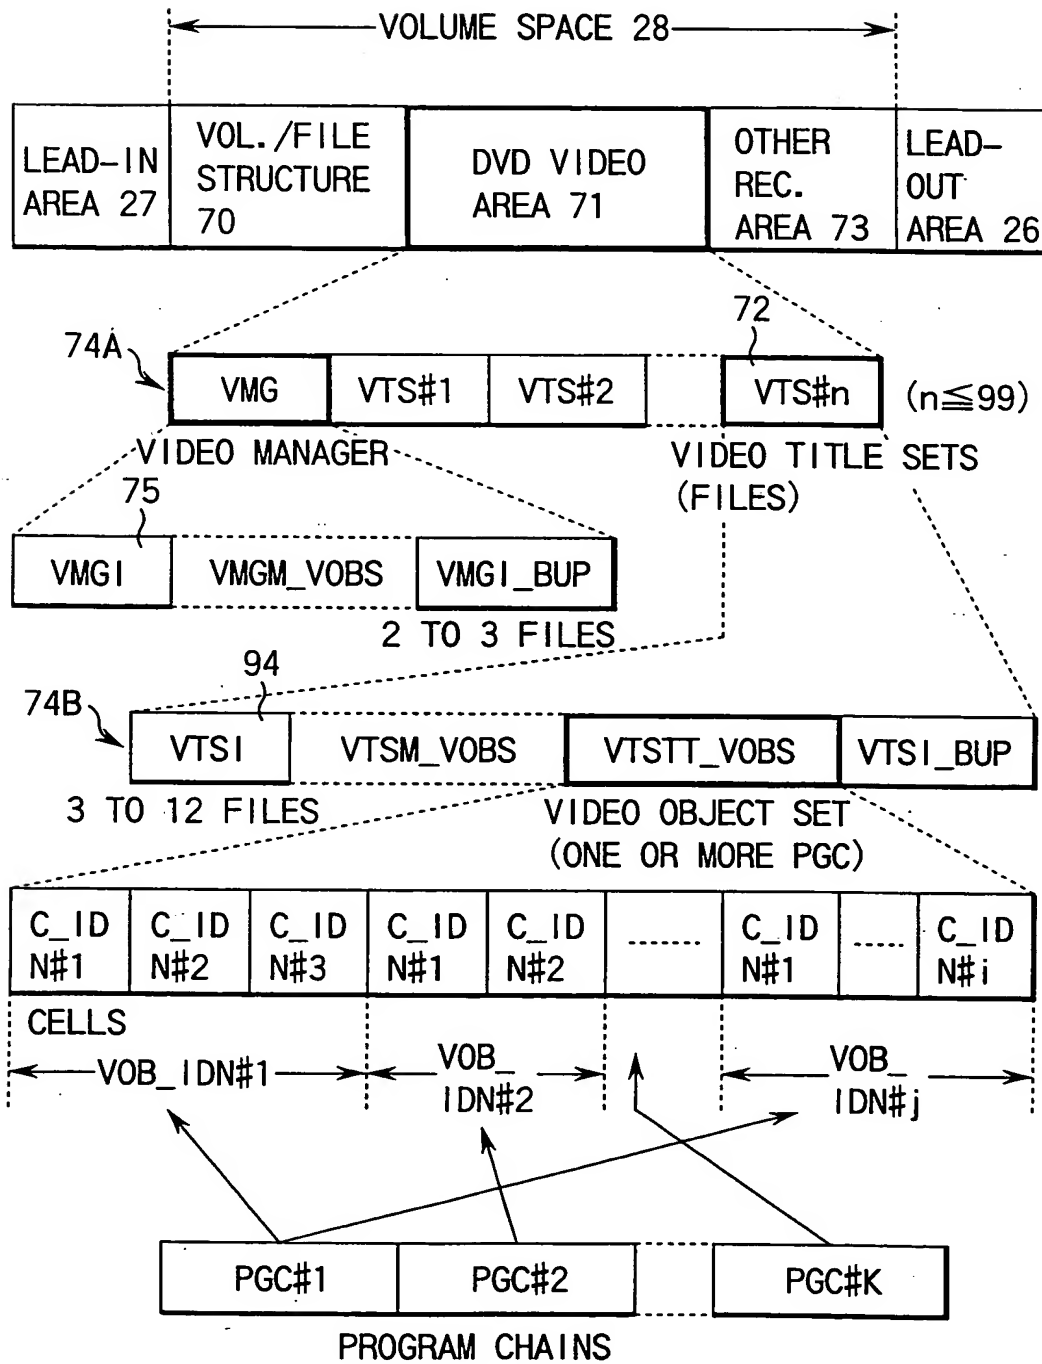 VOLUME SPACE 28
LEAD-IN
AREA 27
VOL./FILE
STRUCTURE
70
DVD VIDEO
AREA 71
OTHER
REC.
AREA 73
LEAD-
OUT
AREA 26
72
74A
VMG
VTS#1
VTS#2
VTS#n
(n≦99)
VIDEO MANAGER
VIDEO TITLE SETS
(FILES)
75
VMGI
VMGM_VOBS
VMGI_BUP
2 TO 3 FILES
94
74B
VTSI
VTSM_VOBS
VTSTT_VOBS
VTSI_BUP
3 TO 12 FILES
VIDEO OBJECT SET
(ONE OR MORE PGC)
C_ID
N#1
C_ID
N#2
C_ID
N#3
C_ID
N#1
C_ID
N#2
C_ID
N#1
C_ID
N#i
CELLS
VOB_IDN#1
VOB_
IDN#2
VOB_
IDN#j
PGC#1
PGC#2
PGC#K
PROGRAM CHAINS